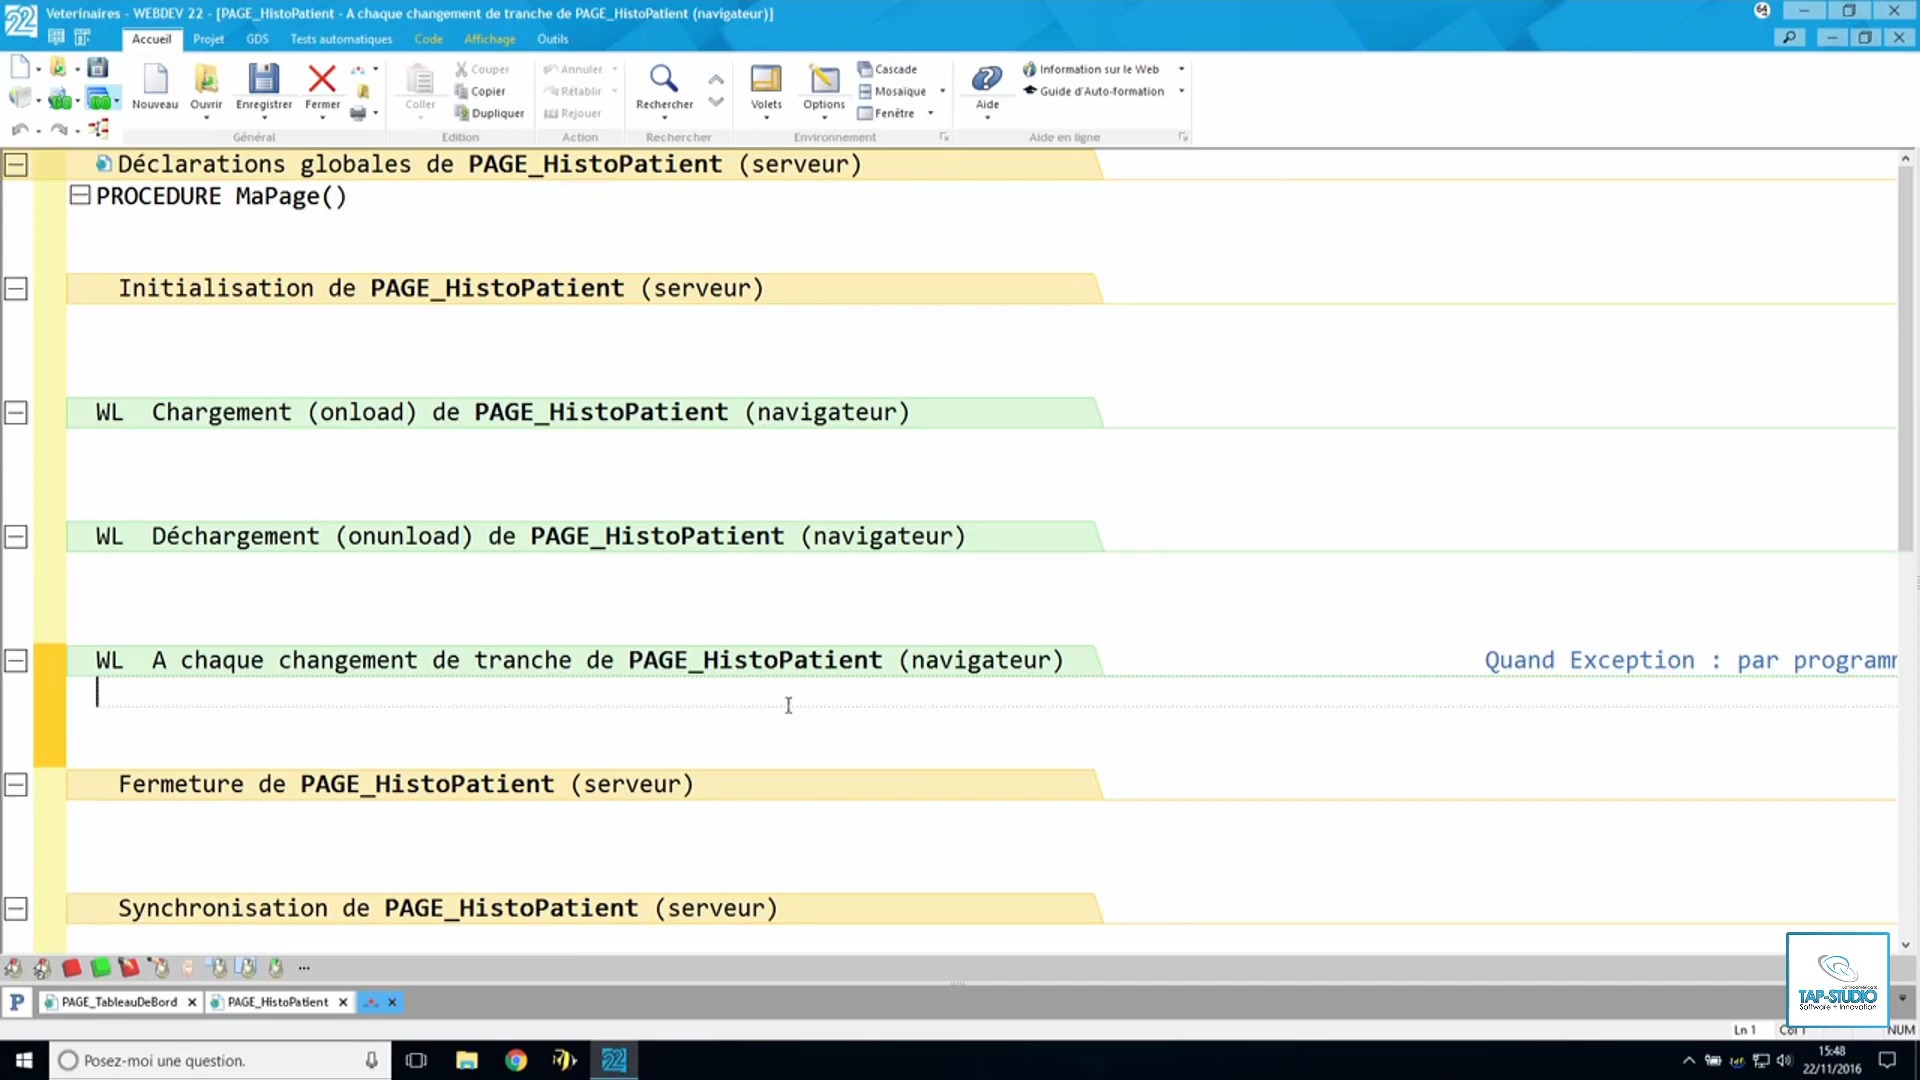 Veterinaires - WEBDEV 22 - [PAGE_HistoPatient - A chaque changement de tranche de PAGE_HistoPatient (navigateur)]
64
Accueil Projet GDS Tests automatiques Code Affichage Outils
Nouveau Ouvrir Enregistrer Fermer
Général
Coller
Couper
Copier
Dupliquer
Edition
Annuler
Rétablir
Rejouer
Action
Rechercher
Rechercher
Volets Options
Cascade
Mosaïque
Fenêtre
Environnement
Aide
Information sur le Web
Guide d'Auto-formation
Aide en ligne
Déclarations globales de PAGE_HistoPatient (serveur)
PROCEDURE MaPage()
Initialisation de PAGE_HistoPatient (serveur)
WL Chargement (onload) de PAGE_HistoPatient (navigateur)
WL Déchargement (onunload) de PAGE_HistoPatient (navigateur)
WL A chaque changement de tranche de PAGE_HistoPatient (navigateur) Quand Exception : par program
Fermeture de PAGE_HistoPatient (serveur)
Synchronisation de PAGE_HistoPatient (serveur)
...
P PAGE_TableauDeBord PAGE_HistoPatient
TAP-STUDIO
Software + Innovation
Ln 1 NUM
Posez-moi une question.
22
15:48
22/11/2016